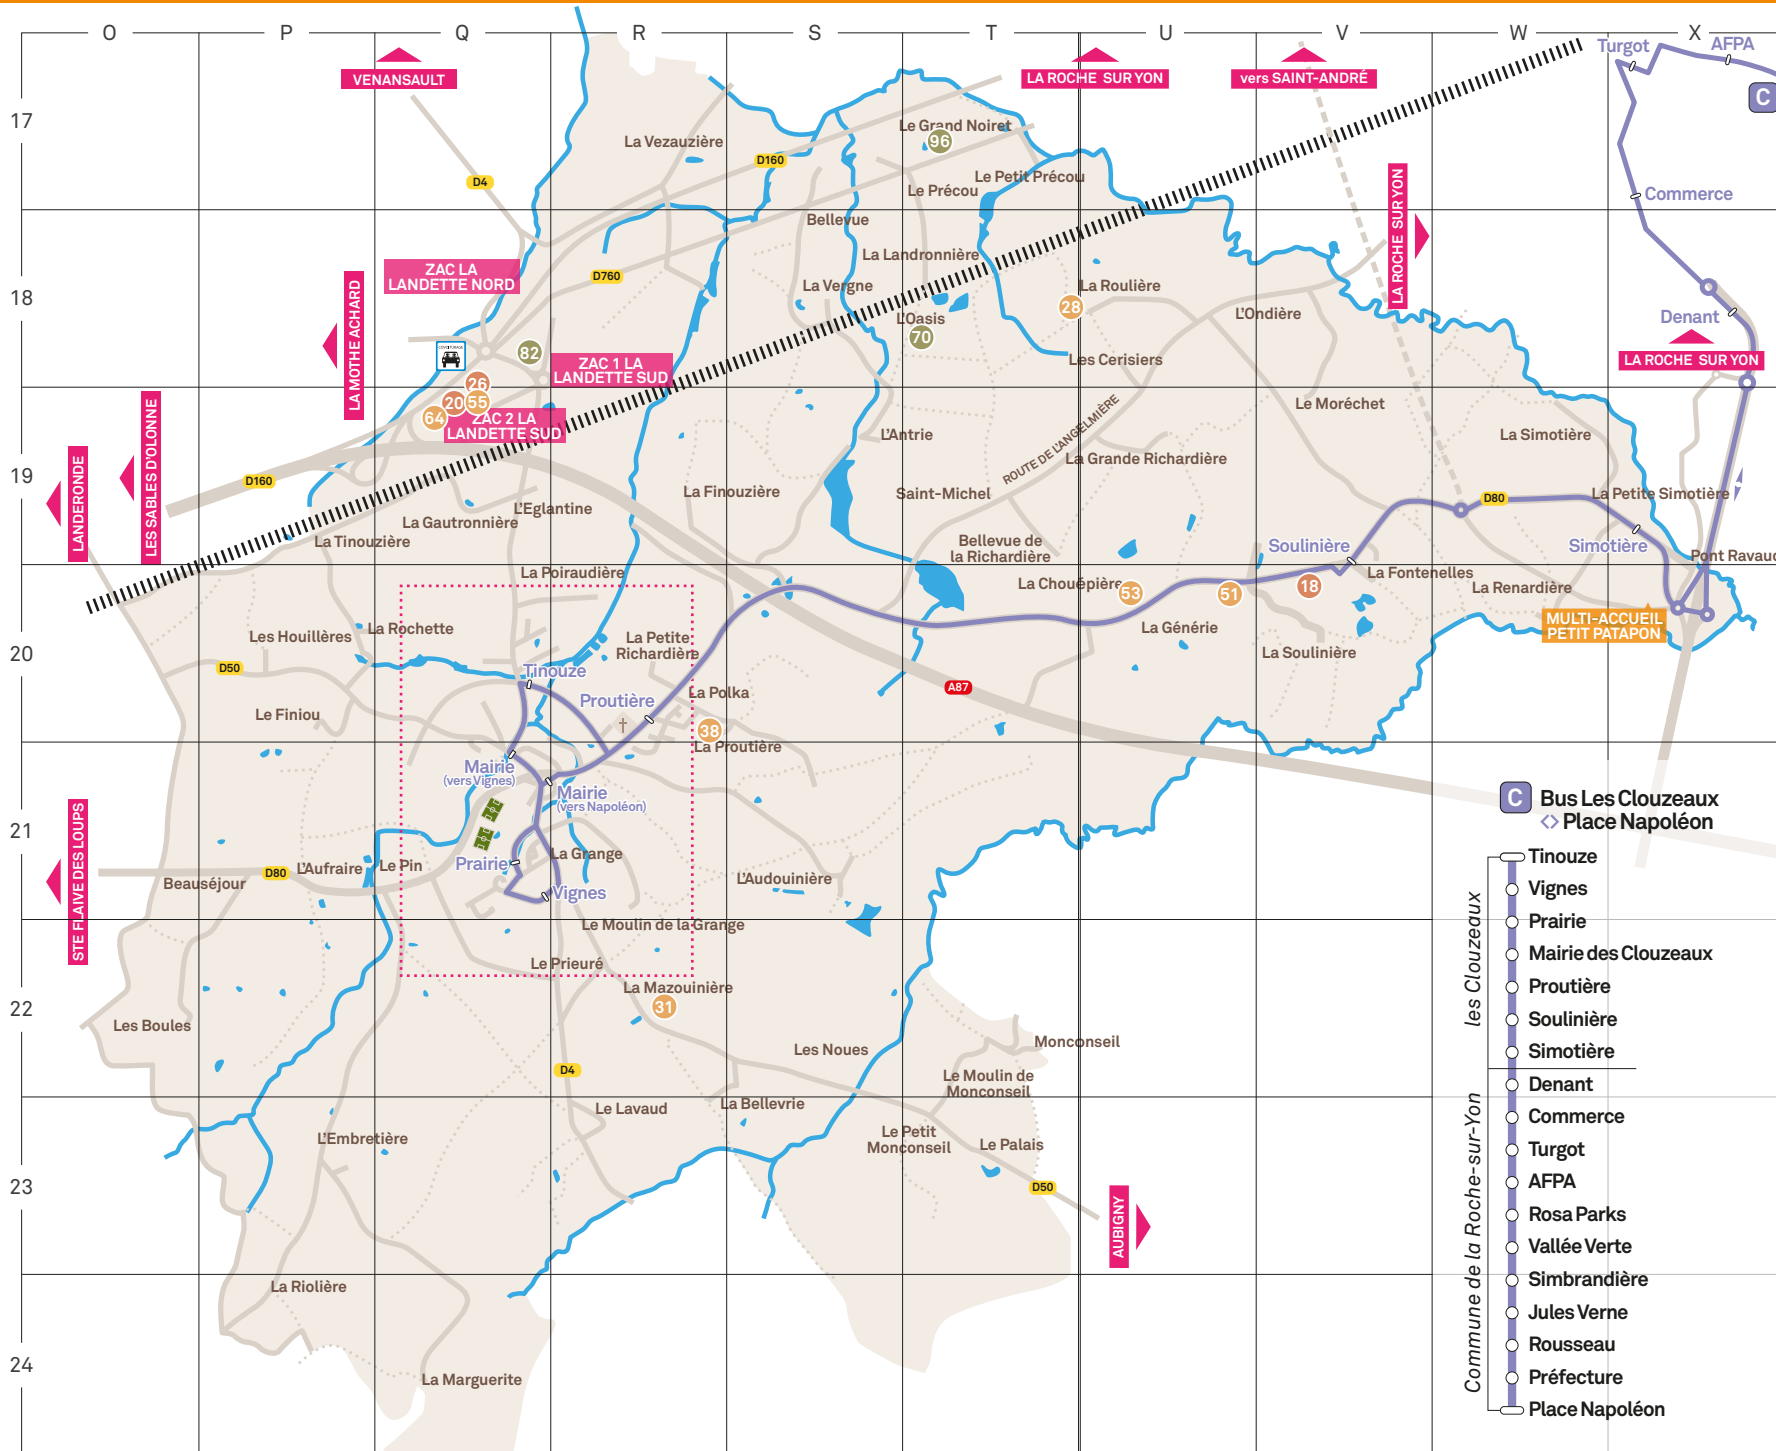 O
P
Q
R
S
T
U
V
W
X
17
18
19
20
21
22
23
24
VENANSAULT
LA ROCHE SUR YON
vers SAINT-ANDRÉ
Turgot
AFPA
C
La Vezauzière
D160
Le Grand Noiret
96
D4
Le Précou
Le Petit Précou
LA ROCHE SUR YON
Commerce
Bellevue
La Landronnière
ZAC LA
LANDETTE NORD
D760
La Vergne
La Roulière
28
L'Ondière
L'Oasis
70
Denant
LA ROCHE SUR YON
LA MOTHE ACHARD
COVOITURAGE
82
ZAC 1 LA
LANDETTE SUD
Les Cerisiers
26
20
55
64
ZAC 2 LA
LANDETTE SUD
Le Moréchet
La Simotière
L'Antrie
ROUTE DE L'ANGELMIÈRE
La Grande Richardière
LANDERONDE
LES SABLES D'OLONNE
D160
La Finouzière
Saint-Michel
D80
La Petite Simotière
L'Eglantine
La Gautronnière
La Tinouzière
Bellevue de
la Richardière
Soulinière
Simotière
Pont Ravaud
La Poiraudière
La Chouëpière
53
51
18
La Fontenelles
La Renardière
MULTI-ACCUEIL
PETIT PATAPON
Les Houillères
La Rochette
La Petite
Richardière
La Générie
La Soulinière
D50
Tinouze
A87
Proutière
La Polka
Le Finiou
38
La Proutière
Mairie
(vers Vignes)
Mairie
(vers Napoléon)
STE FLAIVE DES LOUPS
D80
L'Aufraire
Le Pin
Prairie
La Grange
Beauséjour
Vignes
L'Audouinière
Le Moulin de la Grange
Le Prieuré
La Mazouinière
31
Les Boules
Les Noues
Monconseil
D4
Le Moulin de
Monconseil
Le Lavaud
La Bellevrie
L'Embretière
Le Petit
Monconseil
Le Palais
D50
AUBIGNY
La Riolière
La Marguerite
C
Bus Les Clouzeaux
<> Place Napoléon
les Clouzeaux
Tinouze
Vignes
Prairie
Mairie des Clouzeaux
Proutière
Soulinière
Simotière
Commune de la Roche-sur-Yon
Denant
Commerce
Turgot
AFPA
Rosa Parks
Vallée Verte
Simbrandière
Jules Verne
Rousseau
Préfecture
Place Napoléon